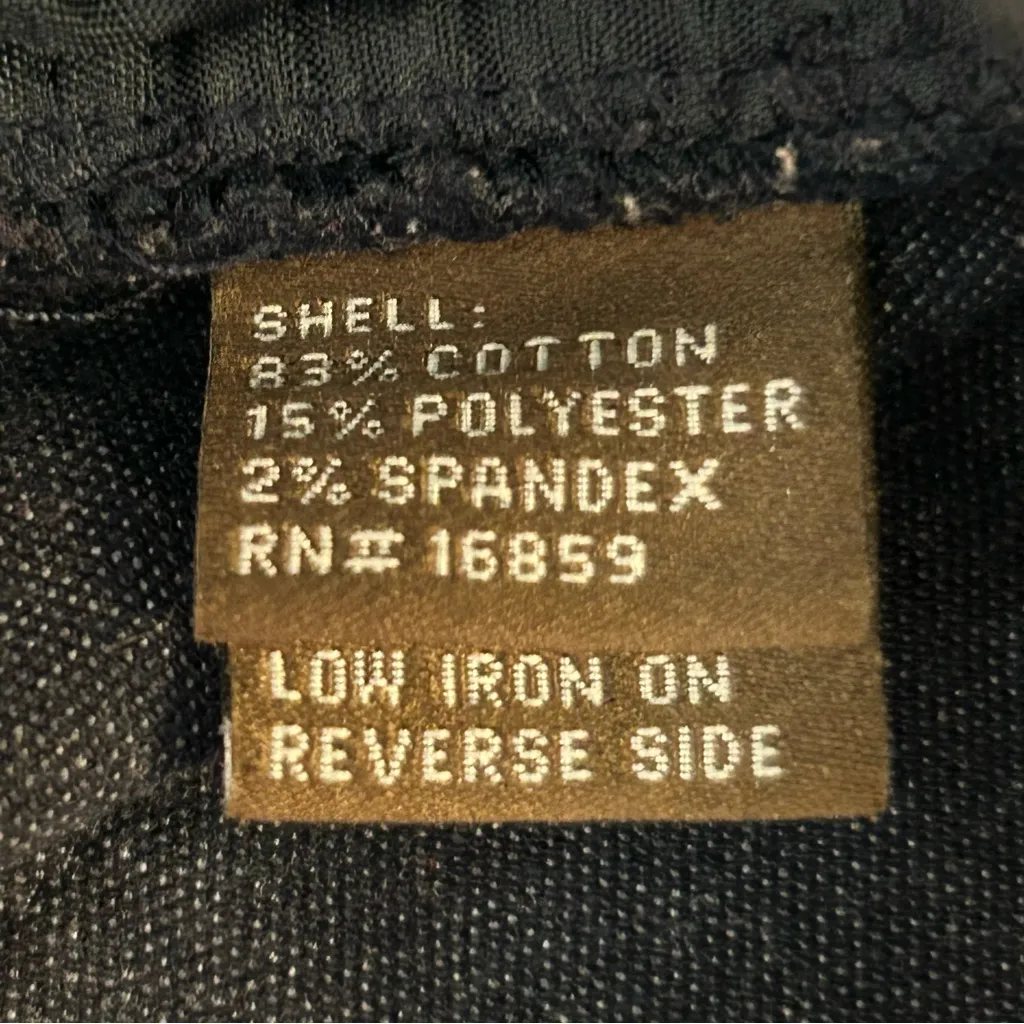 SHELL:
83% COTTON
15% POLYESTER
2% SPANDEX
RN# 16859
LOW IRON ON
REVERSE SIDE